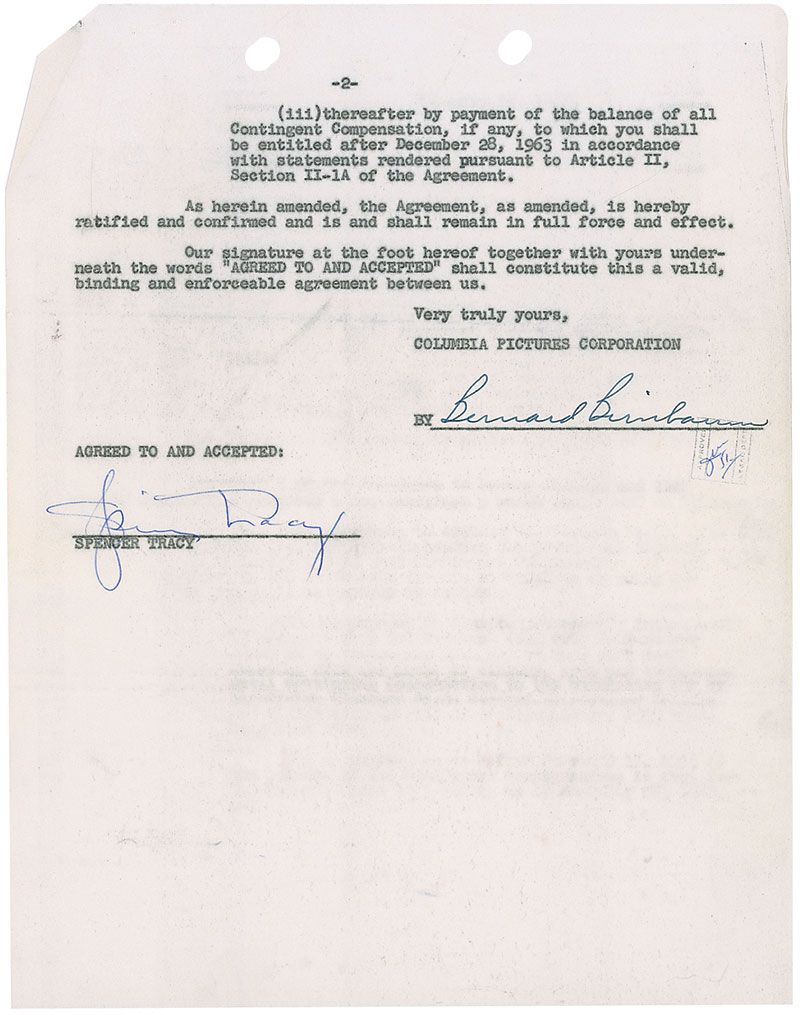 -2-
(iii)thereafter by payment of the balance of all
Contingent Compensation, if any, to which you shall
be entitled after December 28, 1963 in accordance
with statements rendered pursuant to Article II,
Section II-1A of the Agreement.
As herein amended, the Agreement, as amended, is hereby
ratified and confirmed and is and shall remain in full force and effect.
Our signature at the foot hereof together with yours under-
neath the words "AGREED TO AND ACCEPTED" shall constitute this a valid,
binding and enforceable agreement between us.
Very truly yours,
COLUMBIA PICTURES CORPORATION
BY Bernard Birnbaum
AGREED TO AND ACCEPTED:
Spencer Tracy
SPENCER TRACY